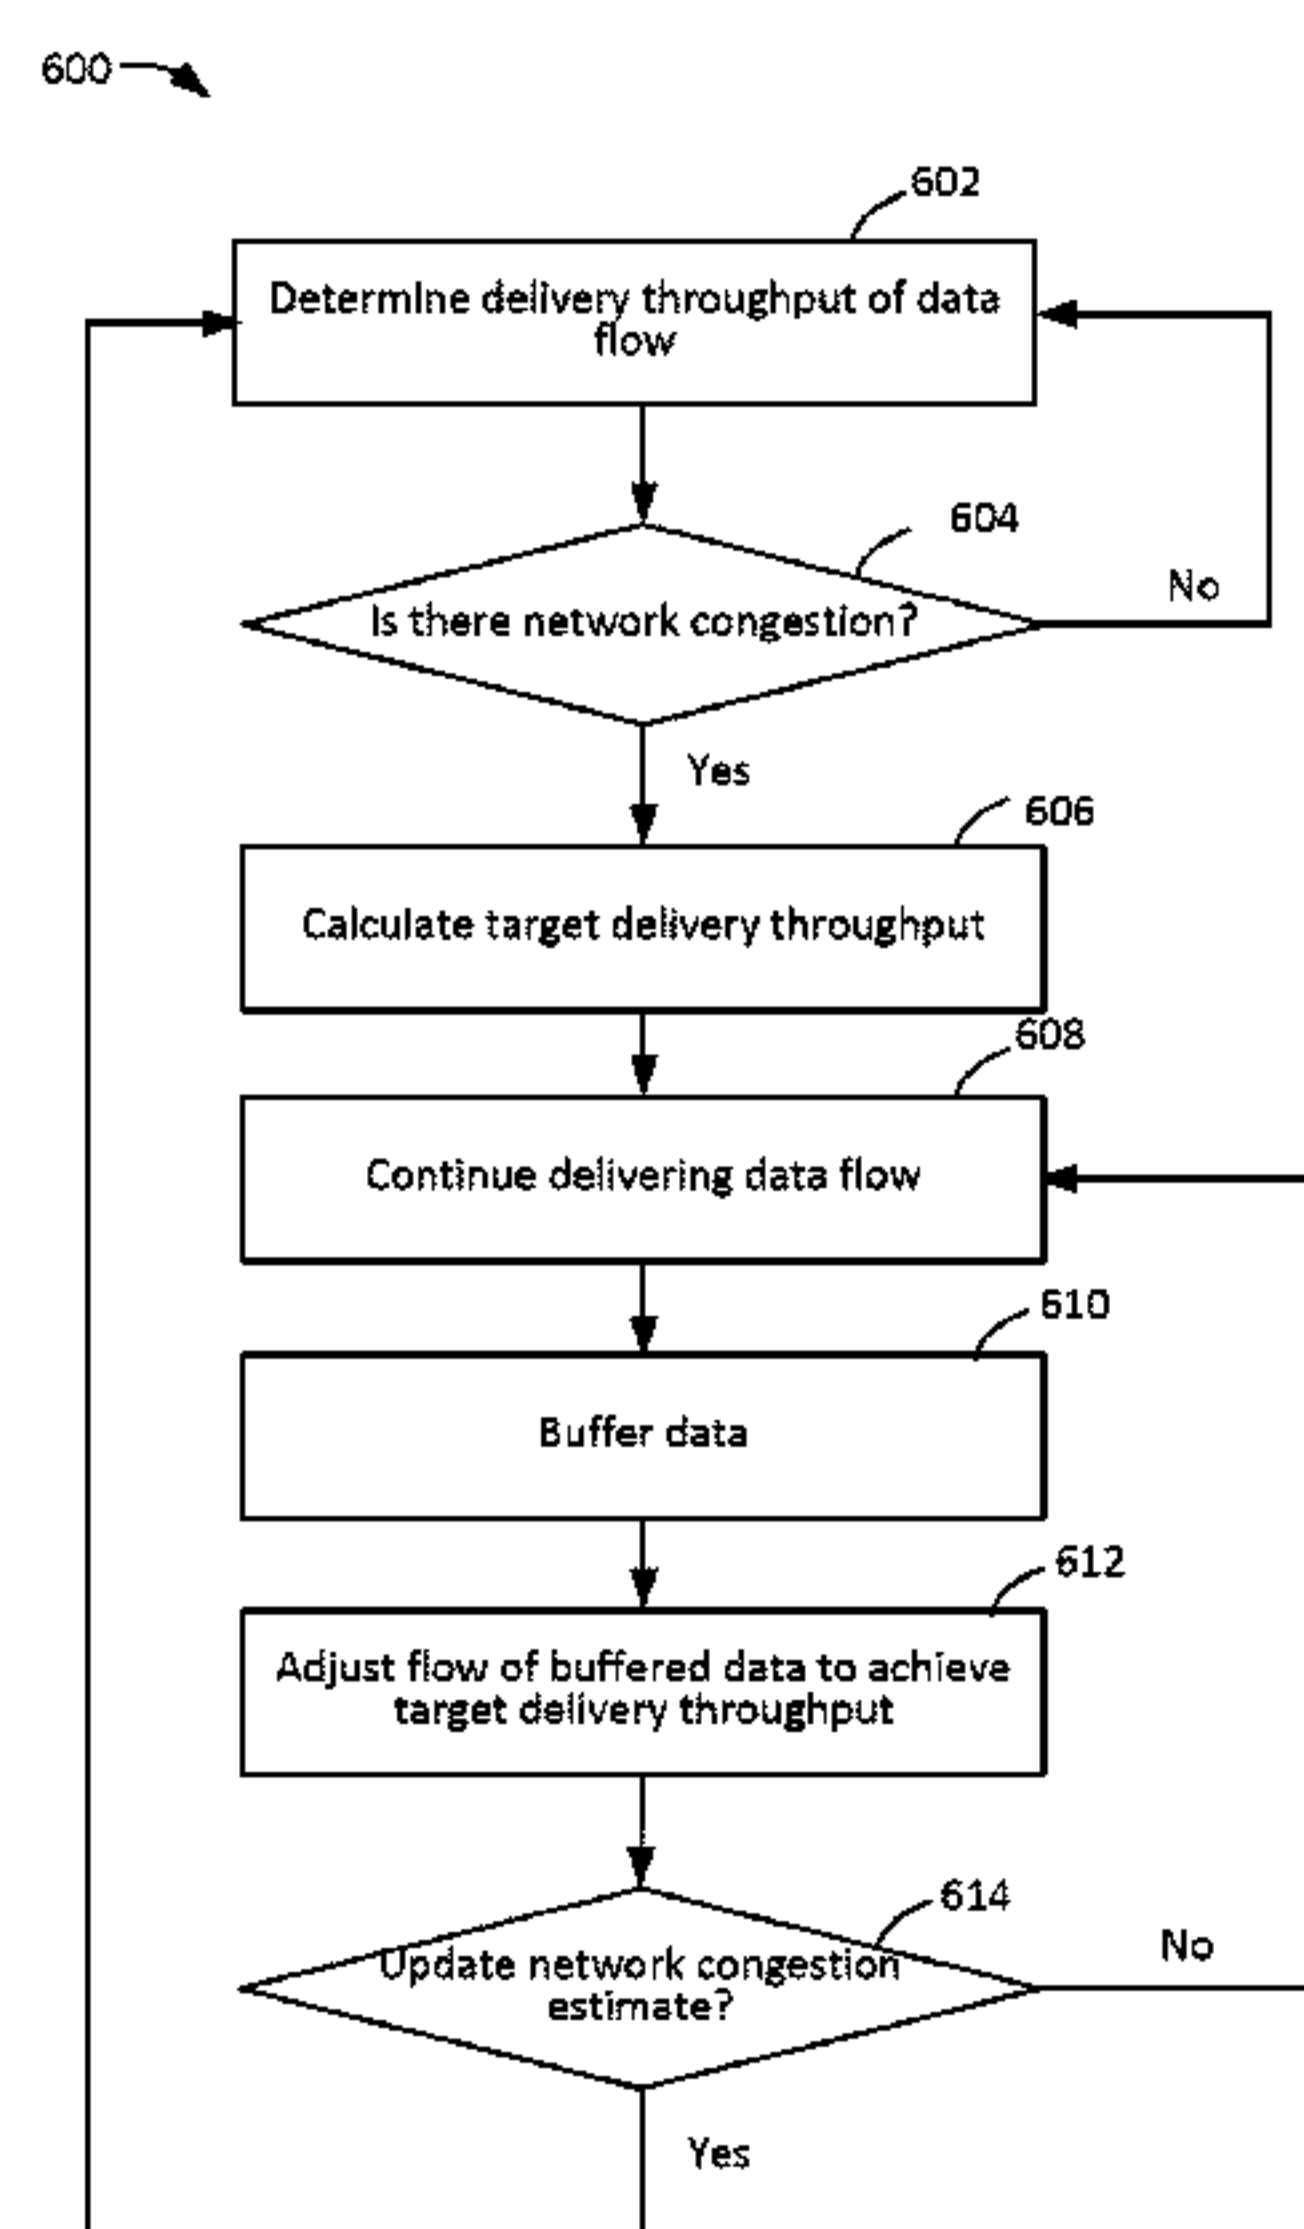 600
602
Determine delivery throughput of data
flow
604
Is there network congestion?
No
Yes
606
Calculate target delivery throughput
608
Continue delivering data flow
610
Buffer data
612
Adjust flow of buffered data to achieve
target delivery throughput
614
Update network congestion
estimate?
No
Yes